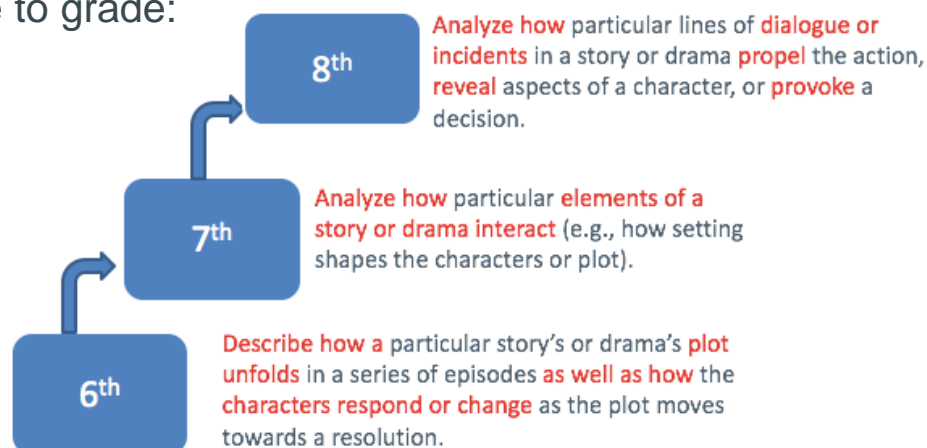 e to grade:
8th
Analyze how particular lines of dialogue or
incidents in a story or drama propel the action,
reveal aspects of a character, or provoke a
decision.
7th
Analyze how particular elements of a
story or drama interact (e.g., how setting
shapes the characters or plot).
6th
Describe how a particular story's or drama's plot
unfolds in a series of episodes as well as how the
characters respond or change as the plot moves
towards a resolution.